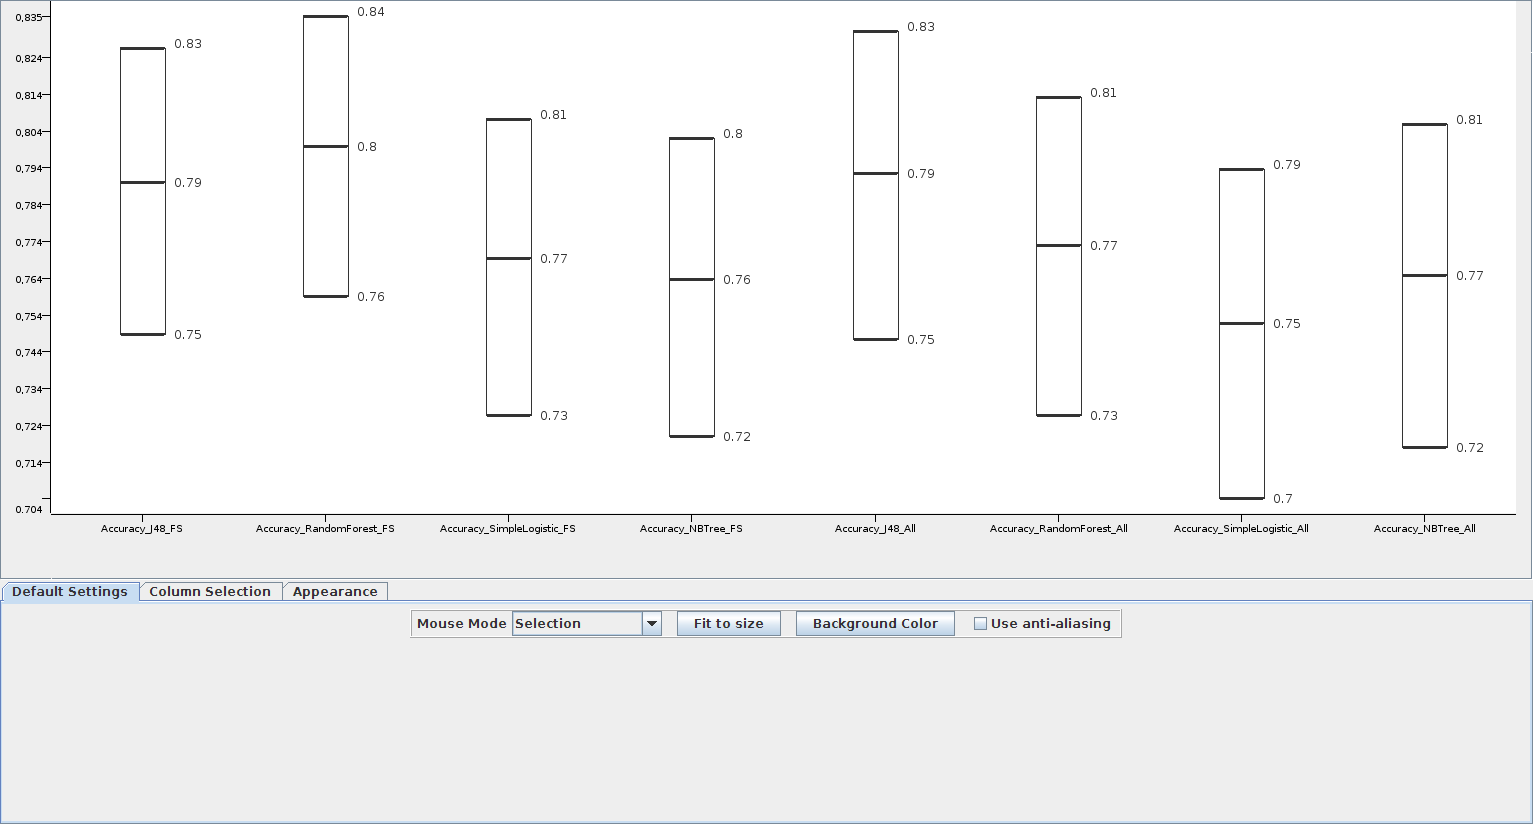 0,835
0,824
0,814
0,804
0,794
0,784
0,774
0,764
0,754
0,744
0,734
0,724
0,714
0.704
0.83
0.79
0.75
0.84
0.8
0.76
0.81
0.77
0.73
0.8
0.76
0.72
0.83
0.79
0.75
0.81
0.77
0.73
0.79
0.75
0.7
0.81
0.77
0.72
Accuracy_J48_FS
Accuracy_RandomForest_FS
Accuracy_SimpleLogistic_FS
Accuracy_NBTree_FS
Accuracy_J48_All
Accuracy_RandomForest_All
Accuracy_SimpleLogistic_All
Accuracy_NBTree_All
Default Settings
Column Selection
Appearance
Mouse Mode
Selection
Fit to size
Background Color
Use anti-aliasing